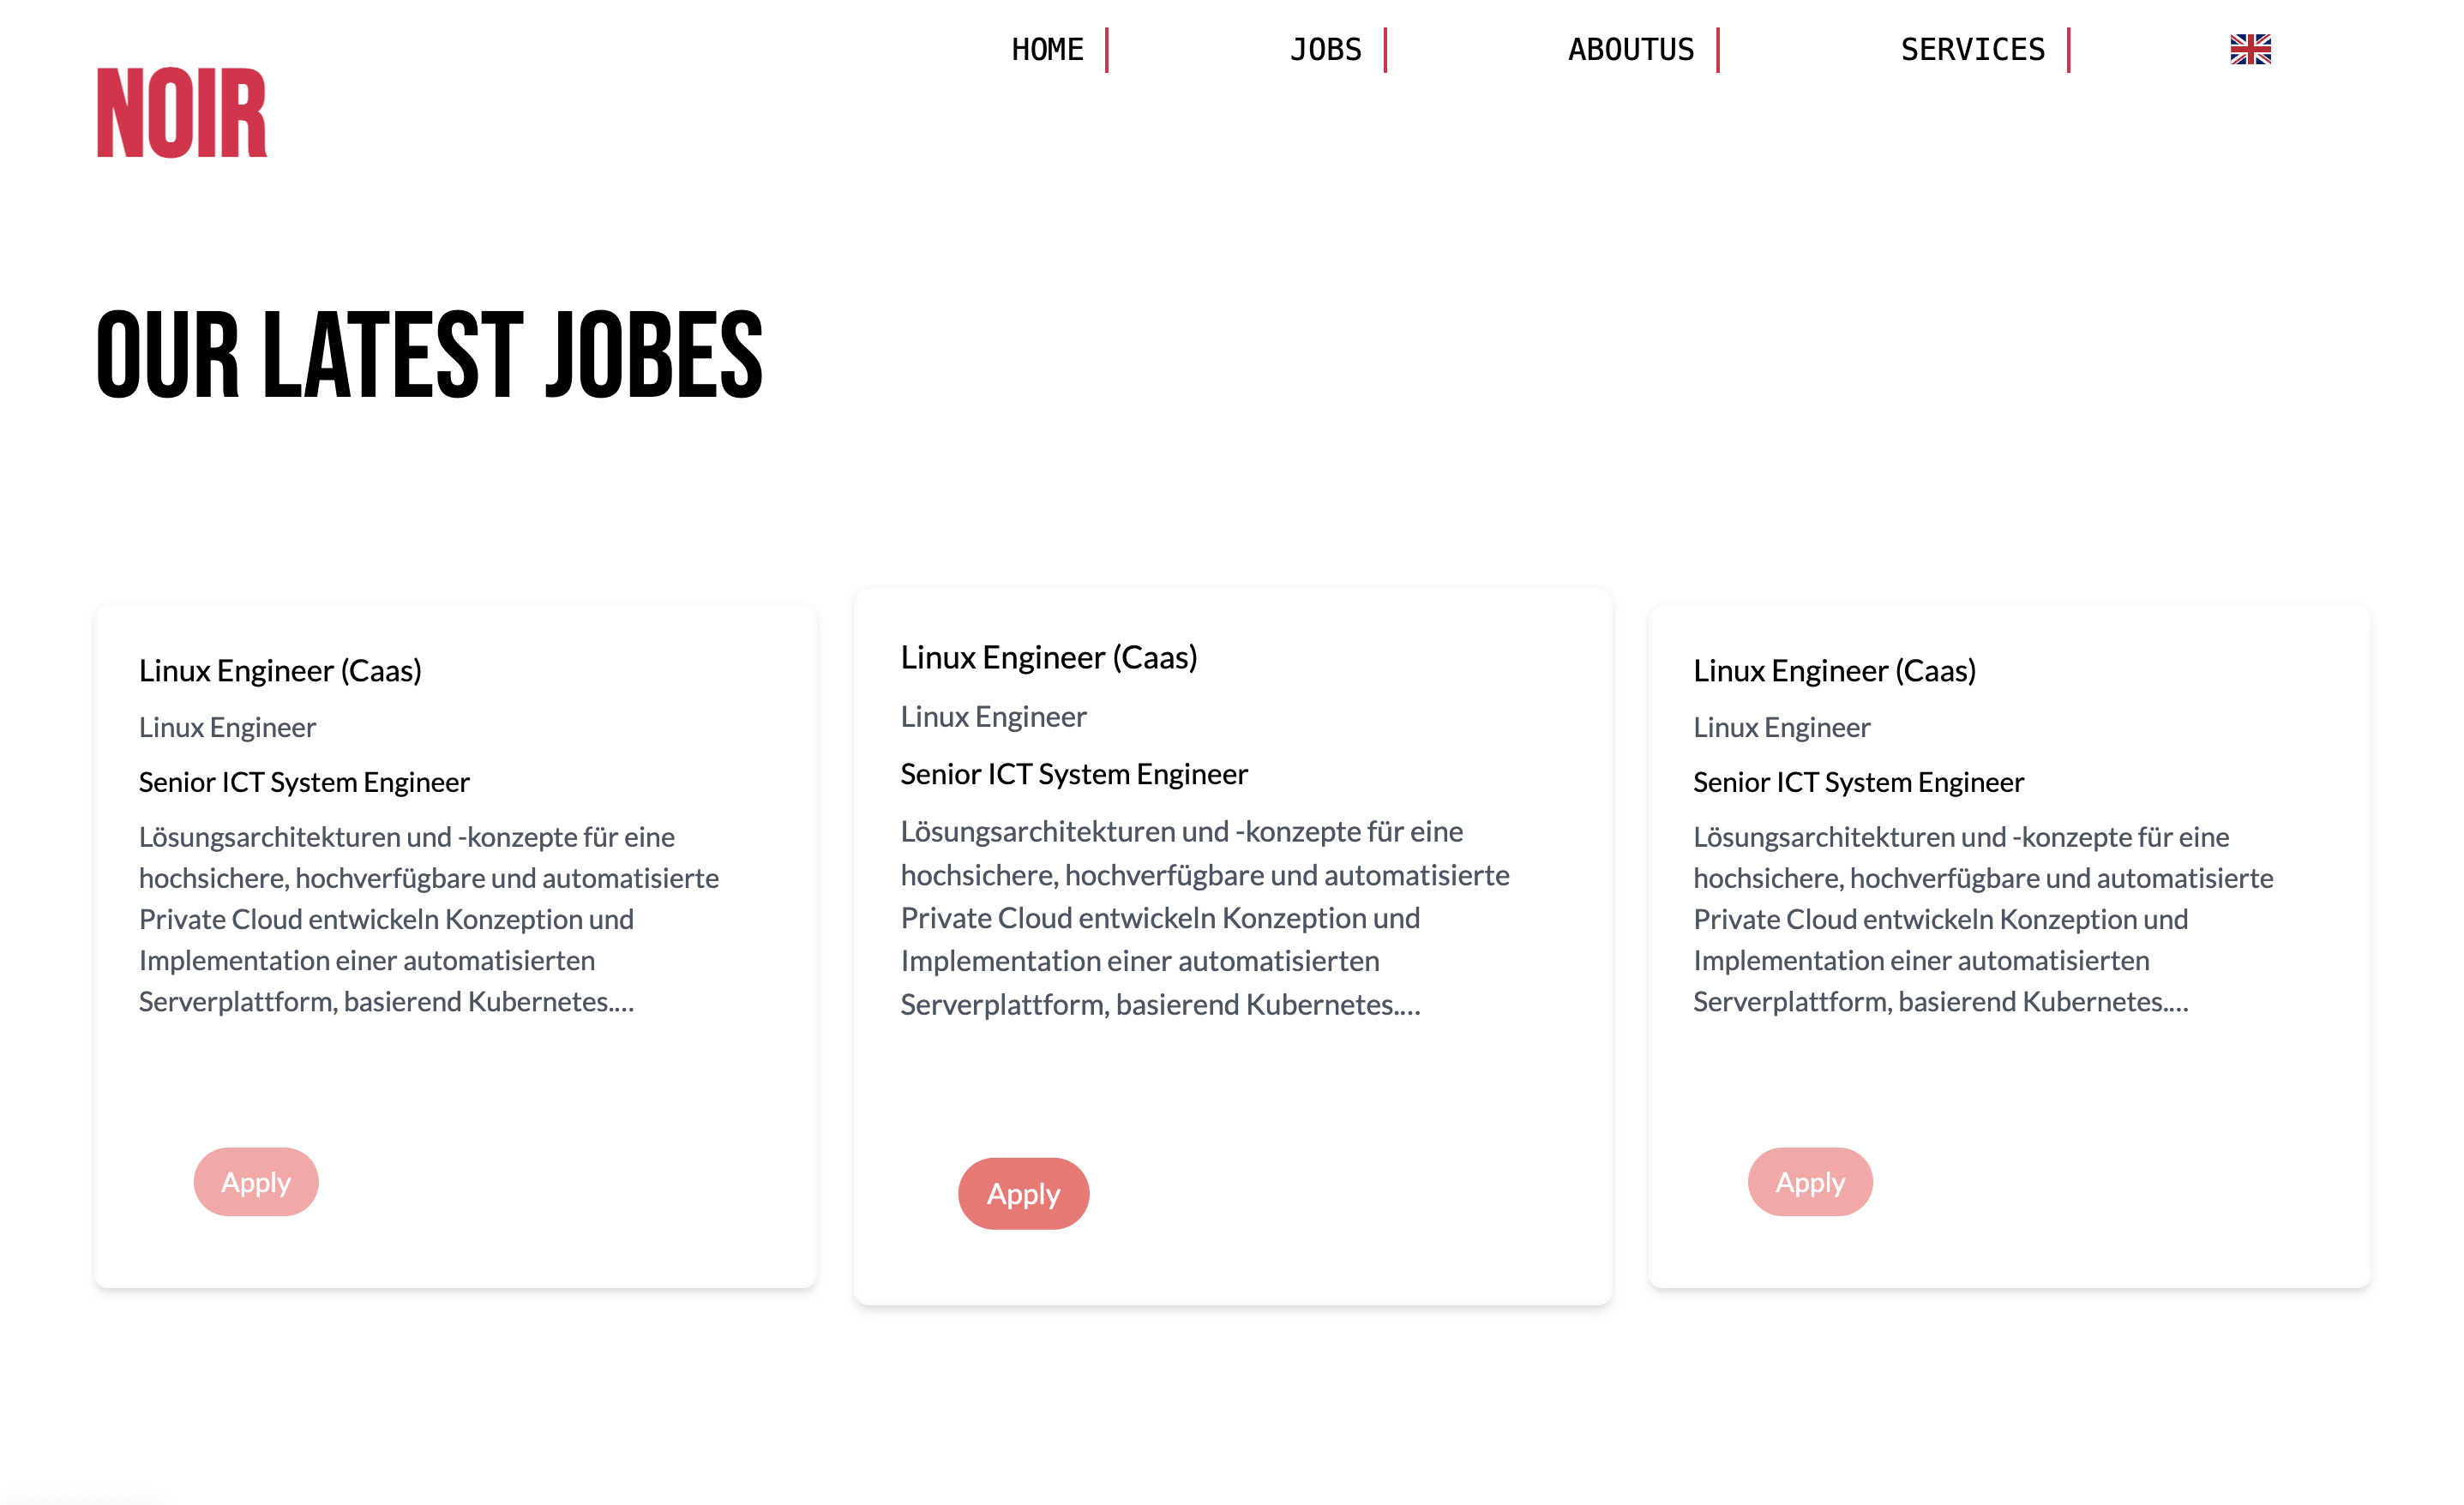 HOME
JOBS
ABOUTUS
SERVICES
NOIR
OUR LATEST JOBES
Linux Engineer (Caas)
Linux Engineer
Senior ICT System Engineer
Lösungsarchitekturen und -konzepte für eine
hochsichere, hochverfügbare und automatisierte
Private Cloud entwickeln Konzeption und
Implementation einer automatisierten
Serverplattform, basierend Kubernetes....
Apply
Linux Engineer (Caas)
Linux Engineer
Senior ICT System Engineer
Lösungsarchitekturen und -konzepte für eine
hochsichere, hochverfügbare und automatisierte
Private Cloud entwickeln Konzeption und
Implementation einer automatisierten
Serverplattform, basierend Kubernetes....
Apply
Linux Engineer (Caas)
Linux Engineer
Senior ICT System Engineer
Lösungsarchitekturen und -konzepte für eine
hochsichere, hochverfügbare und automatisierte
Private Cloud entwickeln Konzeption und
Implementation einer automatisierten
Serverplattform, basierend Kubernetes....
Apply